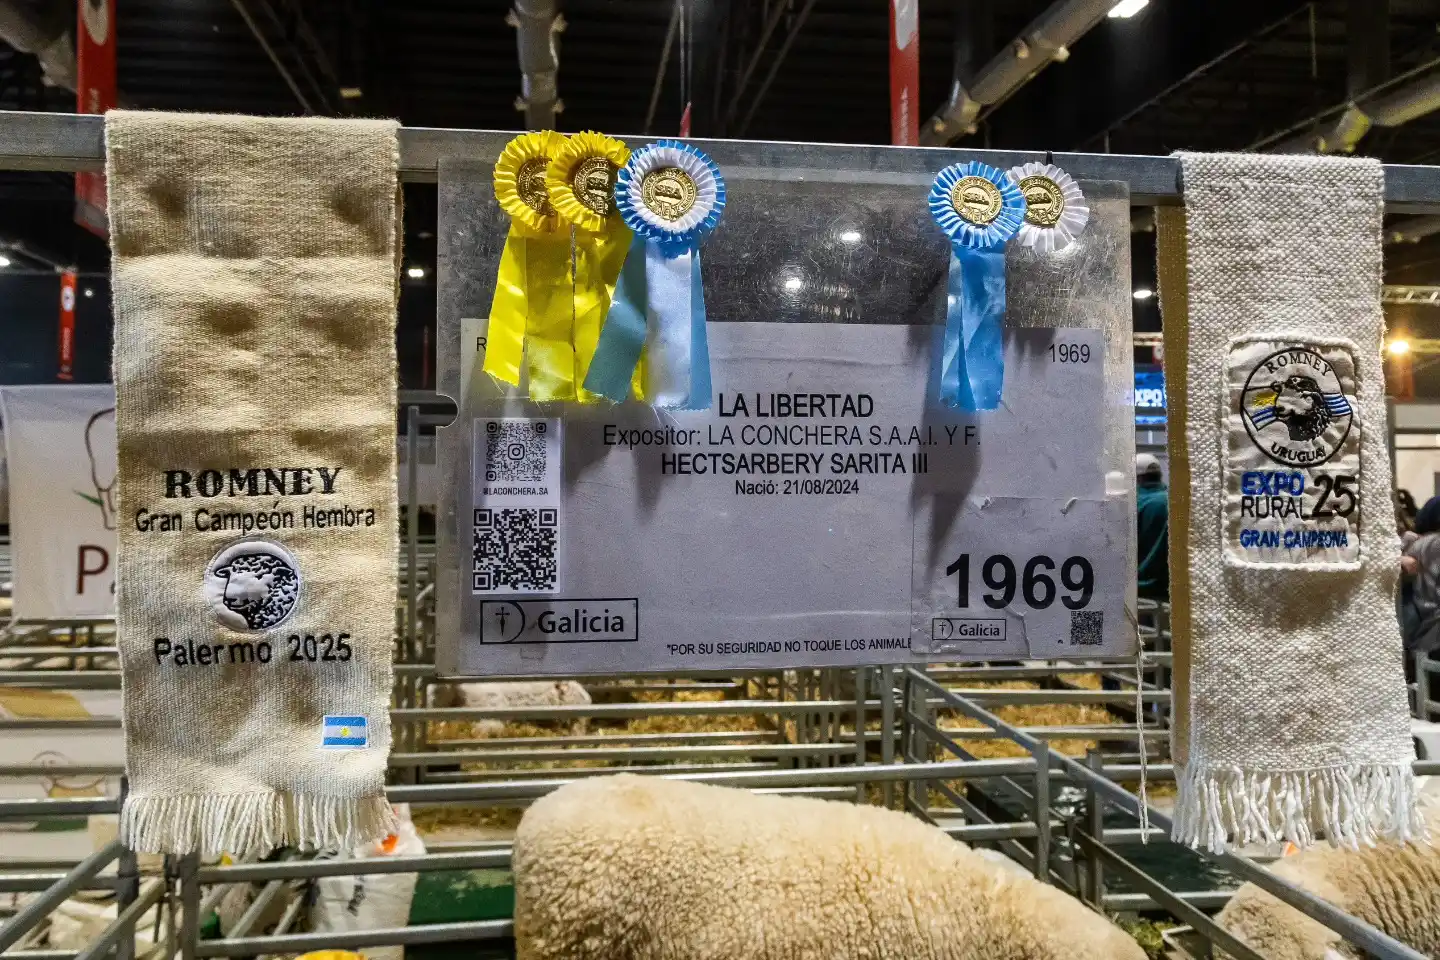 ROMNEY
Gran Campeón Hembra
Palermo 2025
1969
LA LIBERTAD
Expositor: LA CONCHERA S.A.A.I. Y F.
HECTSARBERY SARITA III
Nació: 21/08/2024
@LACONCHERA.SA
Galicia
*POR SU SEGURIDAD NO TOQUE LOS ANIMALE
1969
Galicia
ROMNEY
URUGUAY
EXPO
RURAL 25
GRAN CAMPEONA